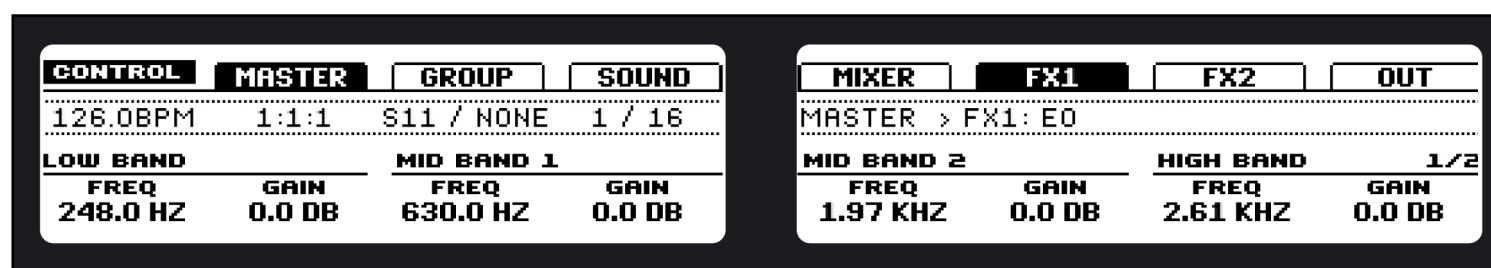 CONTROL MASTER GROUP SOUND
126.0BPM 1:1:1 S11 / NONE 1 / 16
LOW BAND MID BAND 1
FREQ GAIN FREQ GAIN
248.0 HZ 0.0 DB 630.0 HZ 0.0 DB
MIXER FX1 FX2 OUT
MASTER > FX1: EQ
MID BAND 2 HIGH BAND 1/2
FREQ GAIN FREQ GAIN
1.97 KHZ 0.0 DB 2.61 KHZ 0.0 DB